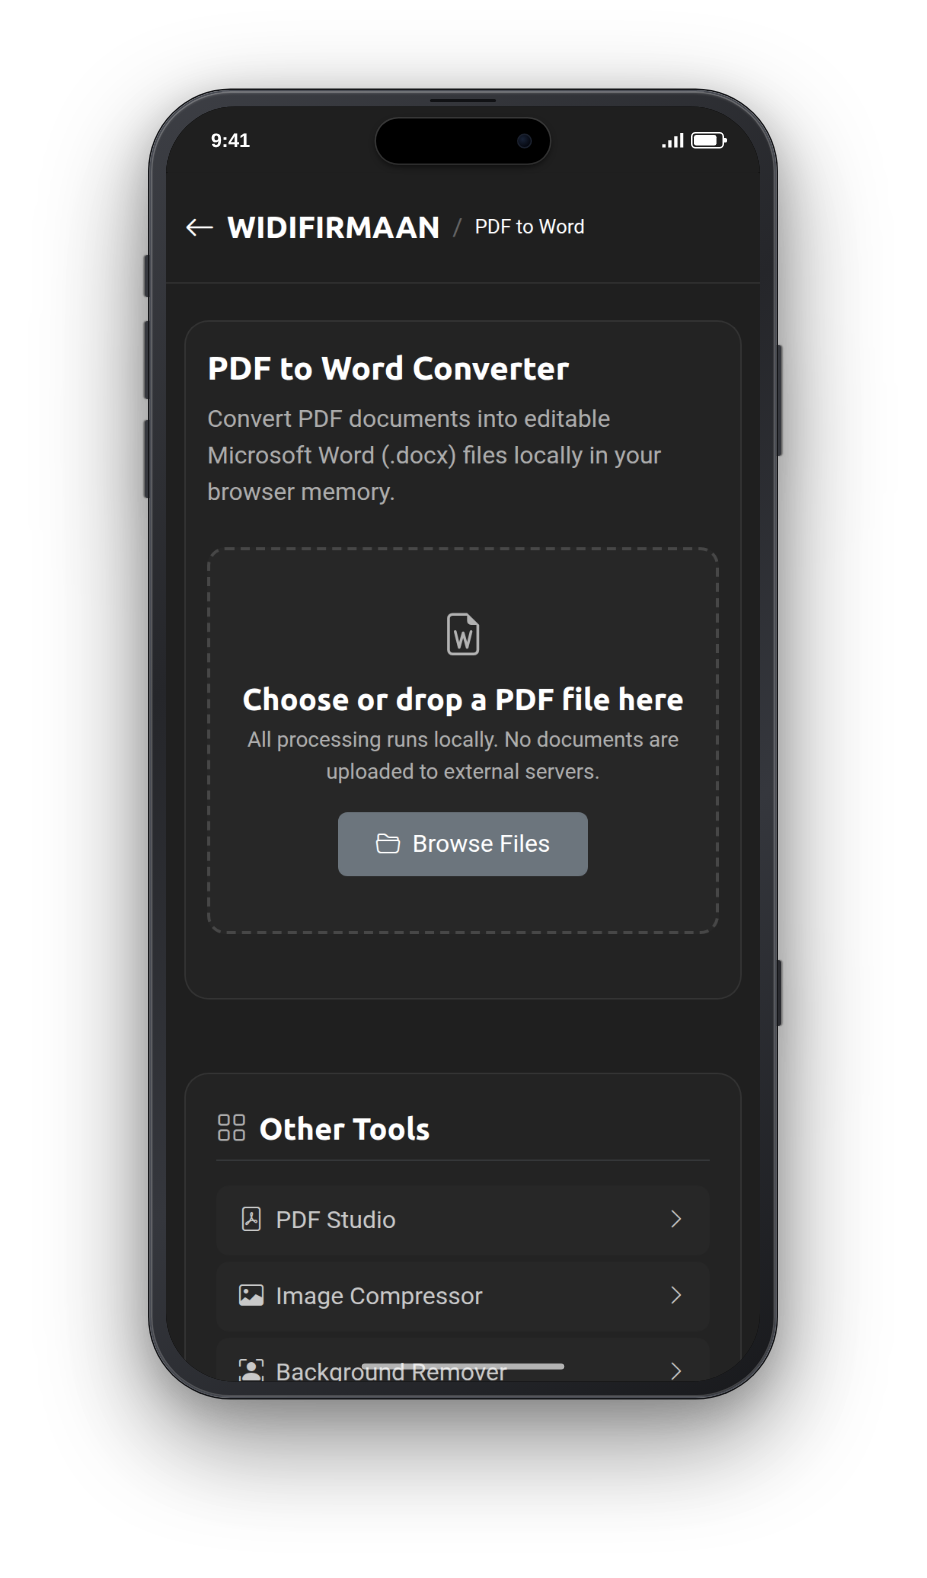 9:41
WIDIFIRMAAN / PDF to Word
PDF to Word Converter
Convert PDF documents into editable
Microsoft Word (.docx) files locally in your
browser memory.
W
Choose or drop a PDF file here
All processing runs locally. No documents are
uploaded to external servers.
Browse Files
Other Tools
PDF Studio
Image Compressor
Background Remover